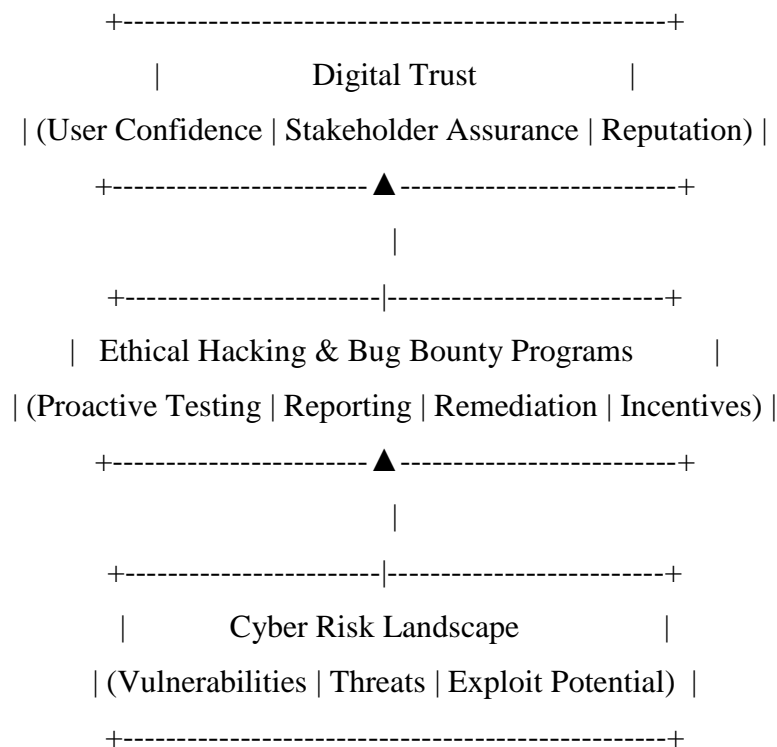 +-----------------------------------------------------+
| Digital Trust |
| (User Confidence | Stakeholder Assurance | Reputation) |
+------------------------ ▲ --------------------------+
|
+------------------------|--------------------------+
| Ethical Hacking & Bug Bounty Programs |
| (Proactive Testing | Reporting | Remediation | Incentives) |
+------------------------ ▲ --------------------------+
|
+------------------------|--------------------------+
| Cyber Risk Landscape |
| (Vulnerabilities | Threats | Exploit Potential) |
+-----------------------------------------------------+